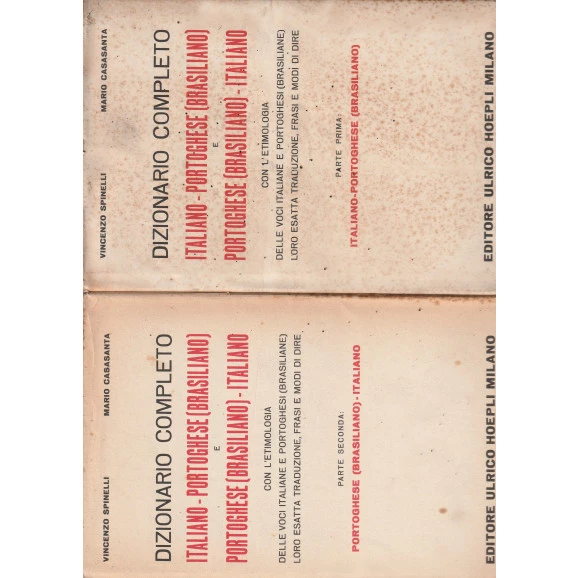 VINCENZO SPINELLI MARIO CASASANTA
DIZIONARIO COMPLETO
ITALIANO - PORTOGHESE (BRASILIANO)
E
PORTOGHESE (BRASILIANO) - ITALIANO
CON L'ETIMOLOGIA
DELLE VOCI ITALIANE E PORTOGHESI (BRASILIANE)
LORO ESATTA TRADUZIONE, FRASI E MODI DI DIRE
PARTE PRIMA:
ITALIANO-PORTOGHESE (BRASILIANO)
EDITORE ULRICO HOEPLI MILANO
VINCENZO SPINELLI MARIO CASASANTA
DIZIONARIO COMPLETO
ITALIANO - PORTOGHESE (BRASILIANO)
E
PORTOGHESE (BRASILIANO) - ITALIANO
CON L'ETIMOLOGIA
DELLE VOCI ITALIANE E PORTOGHESI (BRASILIANE)
LORO ESATTA TRADUZIONE, FRASI E MODI DI DIRE
PARTE SECONDA:
PORTOGHESE (BRASILIANO) - ITALIANO
EDITORE ULRICO HOEPLI MILANO